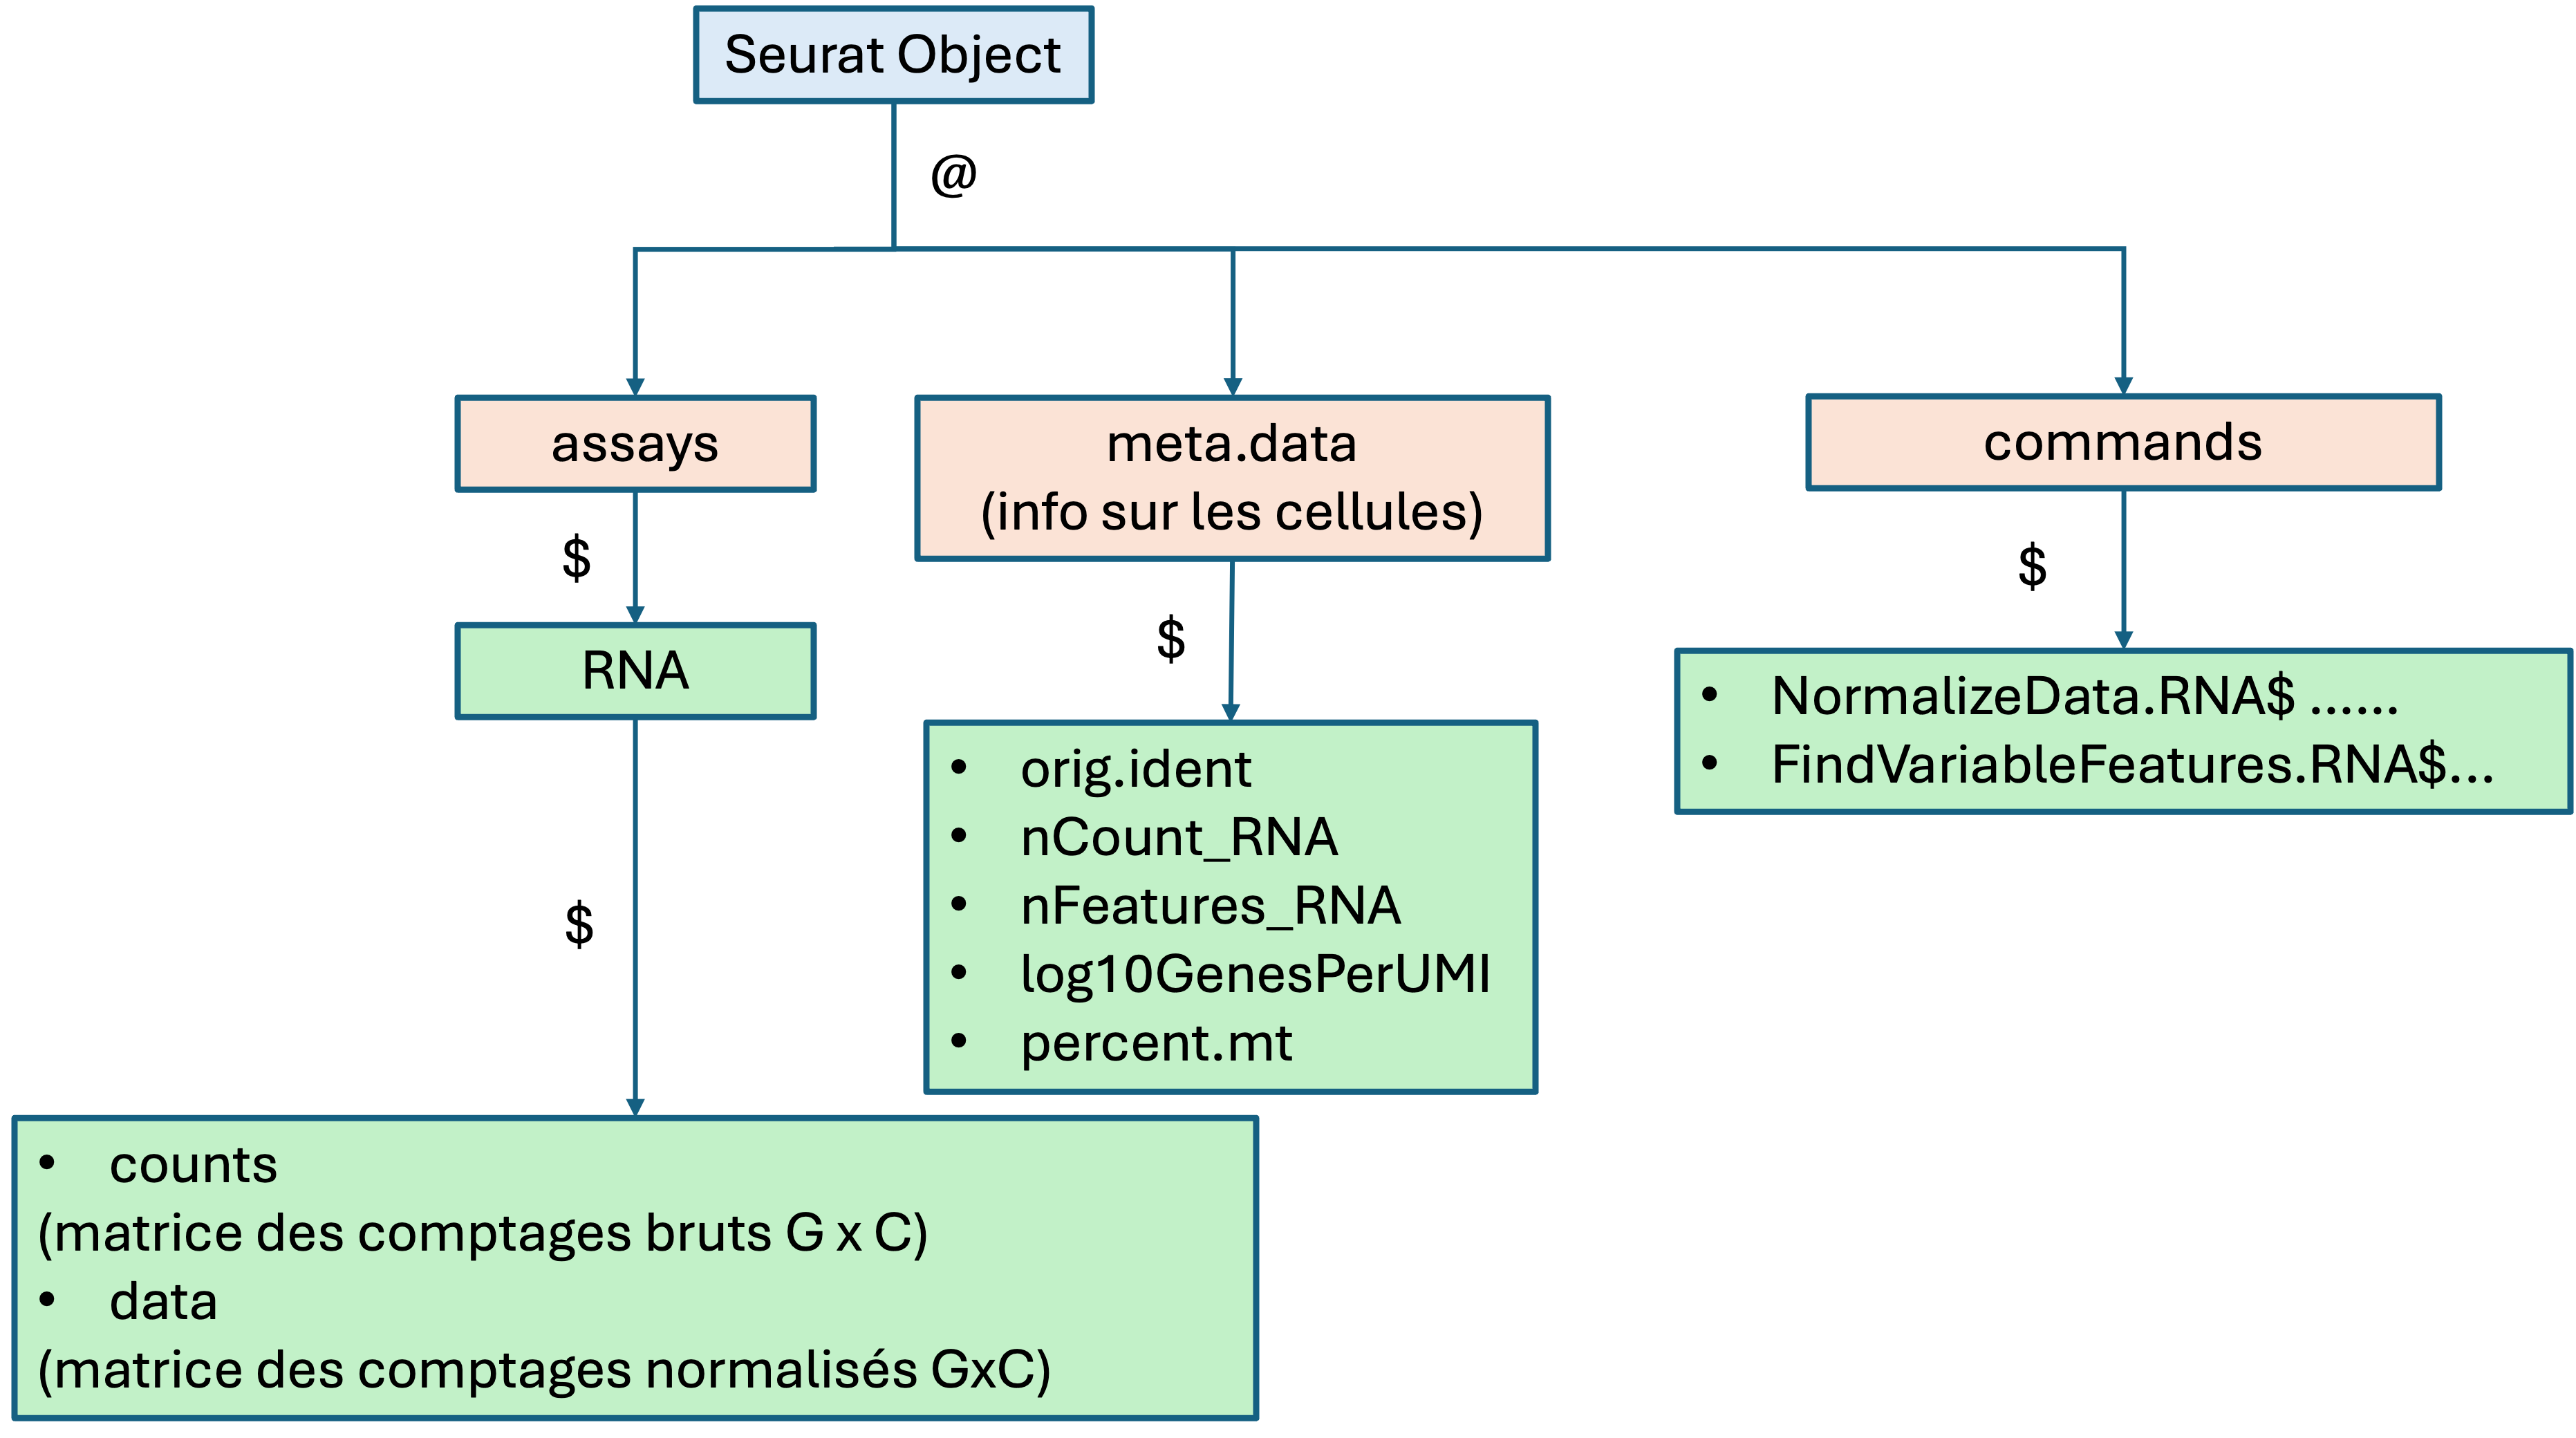 Seurat Object
@
assays
meta.data
(info sur les cellules)
commands
$
$
$
RNA
• NormalizeData.RNA$ ......
• FindVariableFeatures.RNA$...
• orig.ident
• nCount_RNA
• nFeatures_RNA
• log10GenesPerUMI
• percent.mt
$
• counts
(matrice des comptages bruts G x C)
• data
(matrice des comptages normalisés GxC)